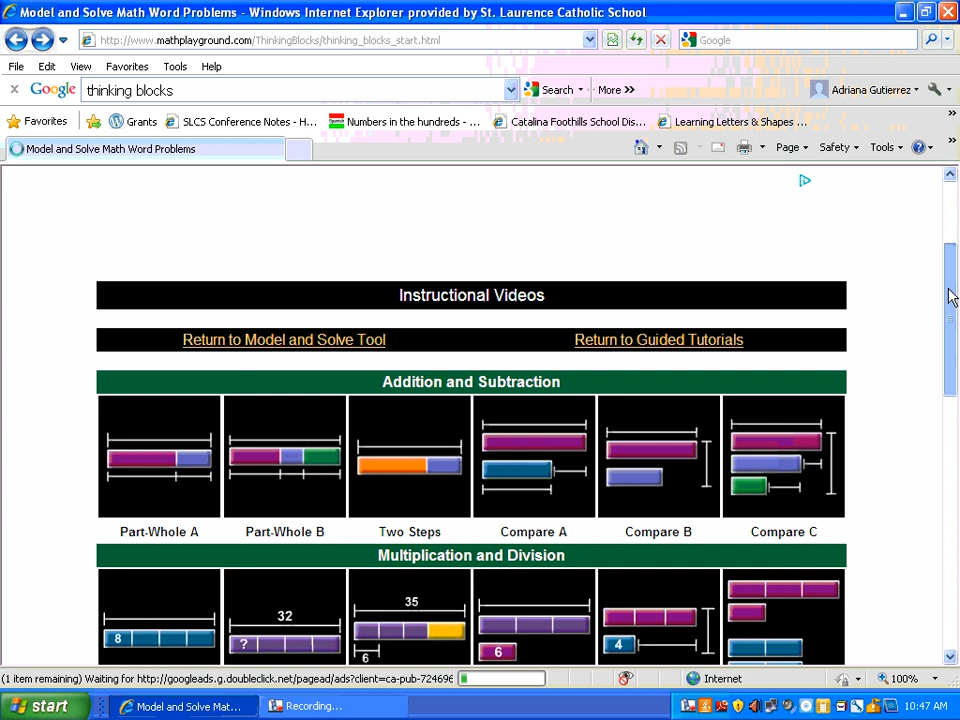 Model and Solve Math Word Problems - Windows Internet Explorer provided by St. Laurence Catholic School
http://www.mathplayground.com/ThinkingBlocks/thinking_blocks_start.html
Google
File Edit View Favorites Tools Help
Google thinking blocks Search More >> Adriana Gutierrez
Favorites Grants SLCS Conference Notes - H... Numbers in the hundreds - ... Catalina Foothills School Dis... Learning Letters & Shapes ...
Model and Solve Math Word Problems Page Safety Tools
Instructional Videos
Return to Model and Solve Tool Return to Guided Tutorials
Addition and Subtraction
Part-Whole A Part-Whole B Two Steps Compare A Compare B Compare C
Multiplication and Division
32 35
8 ? 6 6 4
(1 item remaining) Waiting for http://googleads.g.doubleclick.net/pagead/ads?client=ca-pub-724696 Internet 100%
start Model and Solve Mat... Recording... 10:47 AM